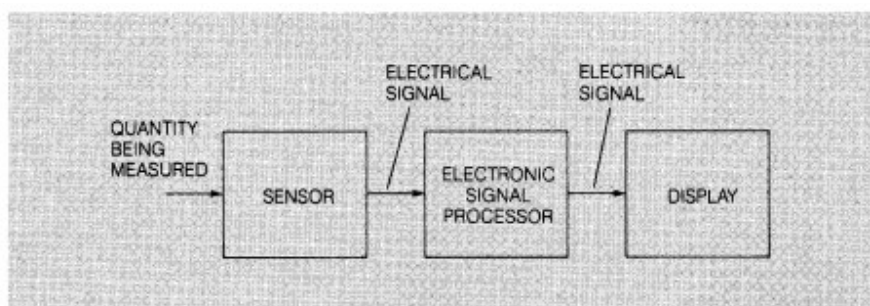 ELECTRICAL
SIGNAL
ELECTRICAL
SIGNAL
QUANTITY
BEING
MEASURED
SENSOR
ELECTRONIC
SIGNAL
PROCESSOR
DISPLAY